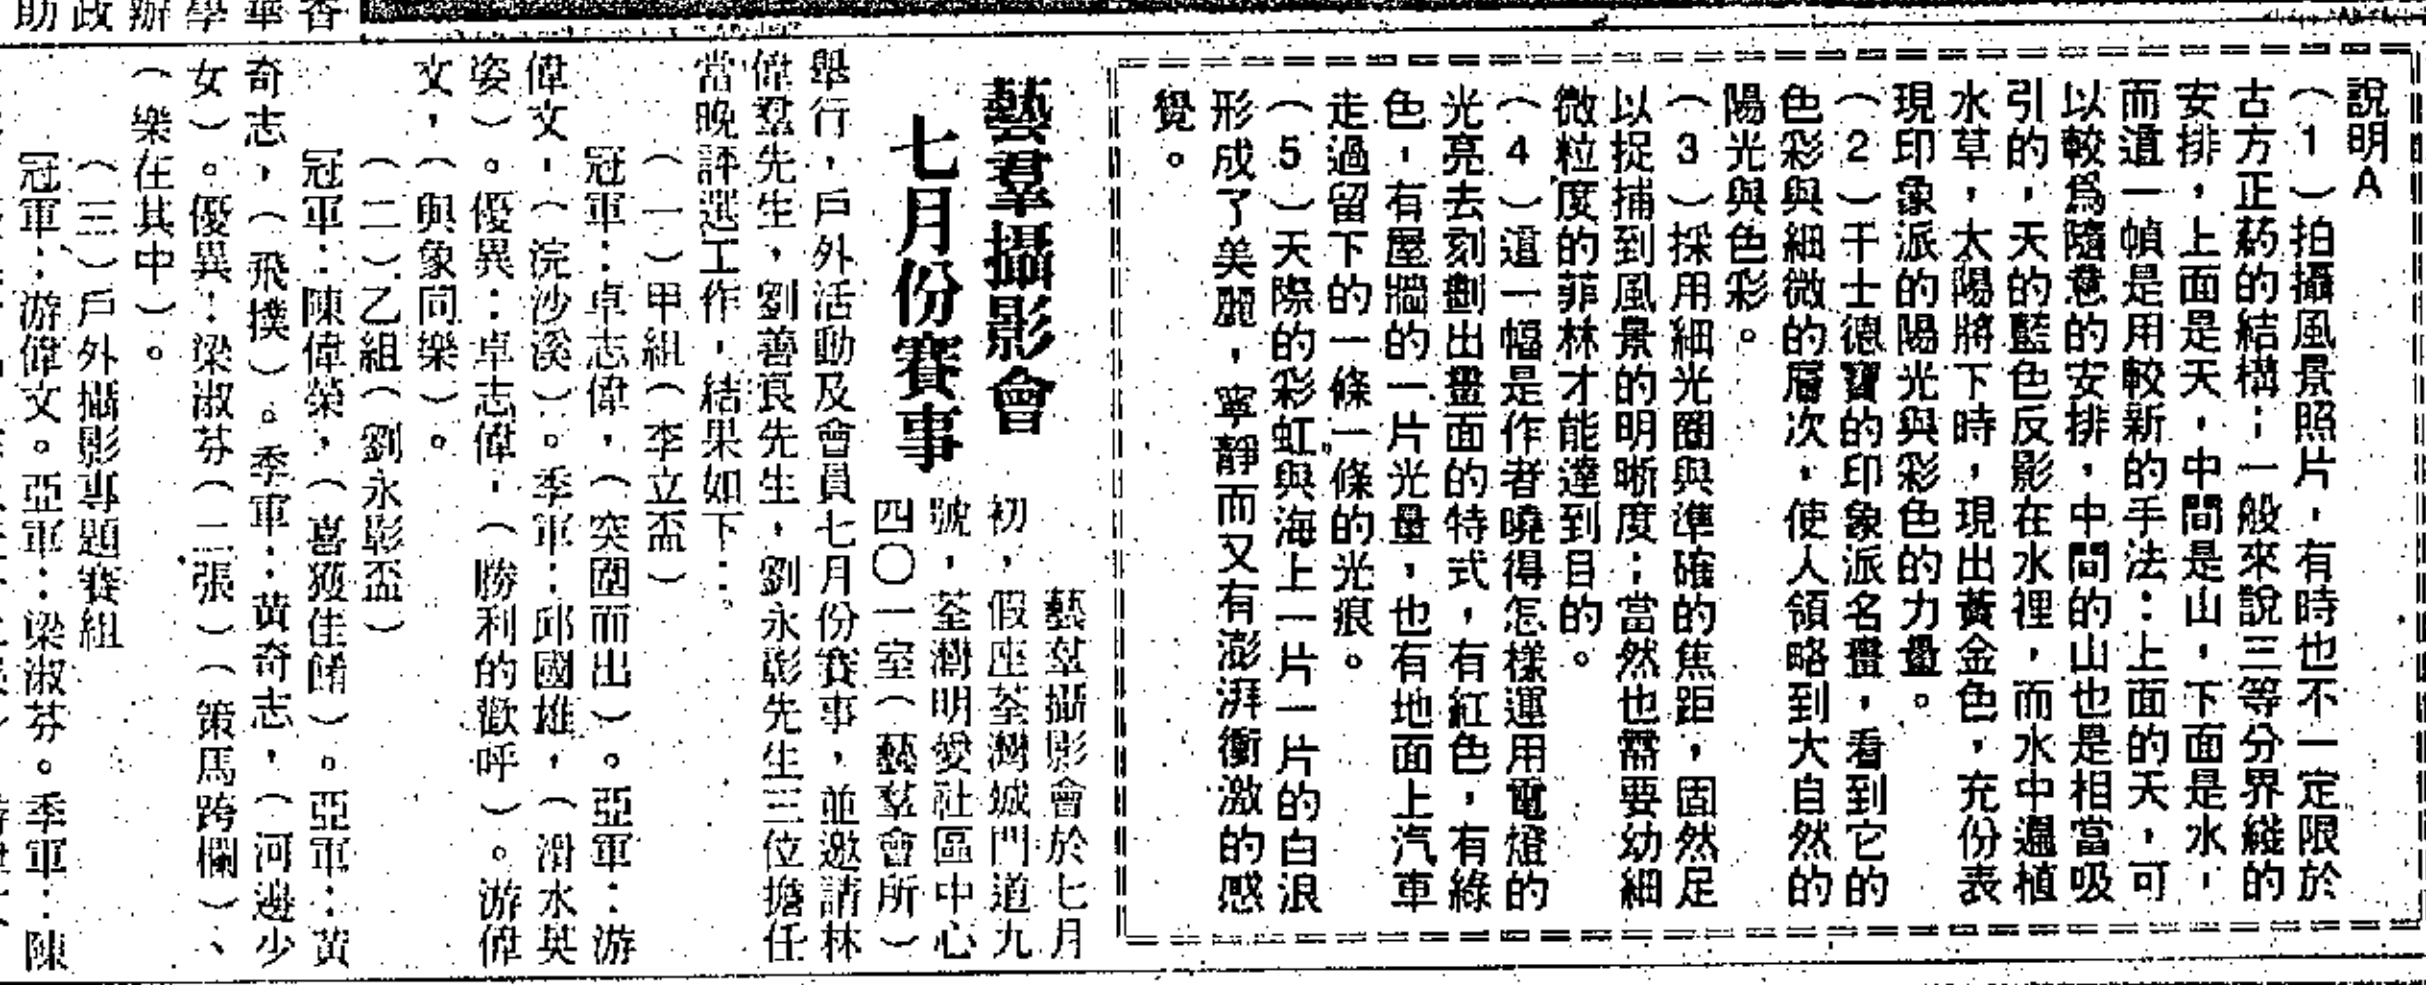 說明A
（1）拍攝風景照片，有時也不一定限於
古方正葯的結構；一般來說三等分界綫的
安排，上面是天，中間是山，下面是水，
而這一幀是用較新的手法：上面的天，可
以較爲隨意的安排，中間的山也是相當吸
引的，天的藍色反影在水裡，而水中遍植
水草，太陽將下時，現出黃金色，充份表
現印象派的陽光與彩色的力量。
（2）干士德寶的印象派名畫，看到它的
色彩與細微的層次，使人領略到大自然的
陽光與色彩。
（3）採用細光圈與準確的焦距，固然足
以捉捕到風景的明晰度；當然也需要幼細
微粒度的菲林才能達到目的。
（4）這一幅是作者曉得怎樣運用電燈的
光亮去刻劃出畫面的特式，有紅色，有綠
色，有屋牆的一片光量，也有地面上汽車
走過留下的一條一條的光痕。
（5）天際的彩虹與海上一片一片的白浪
形成了美麗，寧靜而又有澎湃衝激的感
覺。
藝羣攝影會
七月份賽事
藝羣攝影會於七月
初，假座荃灣城門道九
號，荃灣明愛社區中心
四〇一室（藝羣會所）
舉行，戶外活動及會員七月份賽事，並邀請林
偉羣先生，劉善良先生，劉永彰先生三位擔任
當晚評選工作，結果如下：
（一）甲組（李立盃）
冠軍：卓志偉，（突圍而出）。亞軍：游
偉文，（浣沙溪）。季軍：邱國雄，（滑水英
姿）。優異：卓志偉，（勝利的歡呼）。游偉
文，（與象同樂）。
（二）乙組（劉永彰盃）
冠軍：陳偉榮，（喜獲佳餚）。亞軍：黃
奇志，（飛撲）。季軍：黃奇志，（河邊少
女）。優異：梁淑芬（二張）（策馬跨欄）、
（樂在其中）。
（三）戶外攝影專題賽組
冠軍：游偉文。亞軍：梁淑芬。季軍：陳